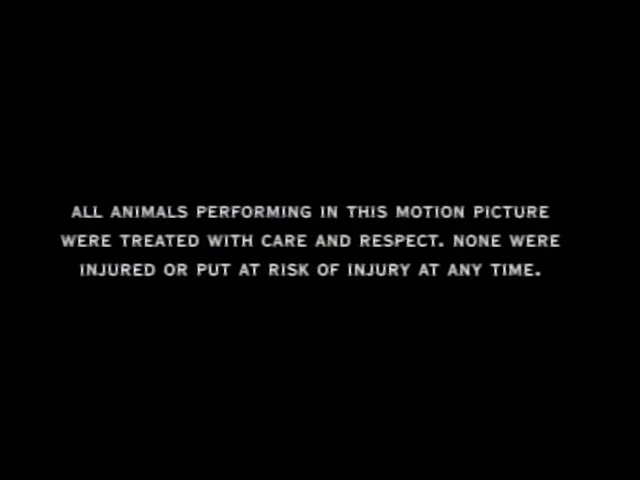 ALL ANIMALS PERFORMING IN THIS MOTION PICTURE
WERE TREATED WITH CARE AND RESPECT. NONE WERE
INJURED OR PUT AT RISK OF INJURY AT ANY TIME.